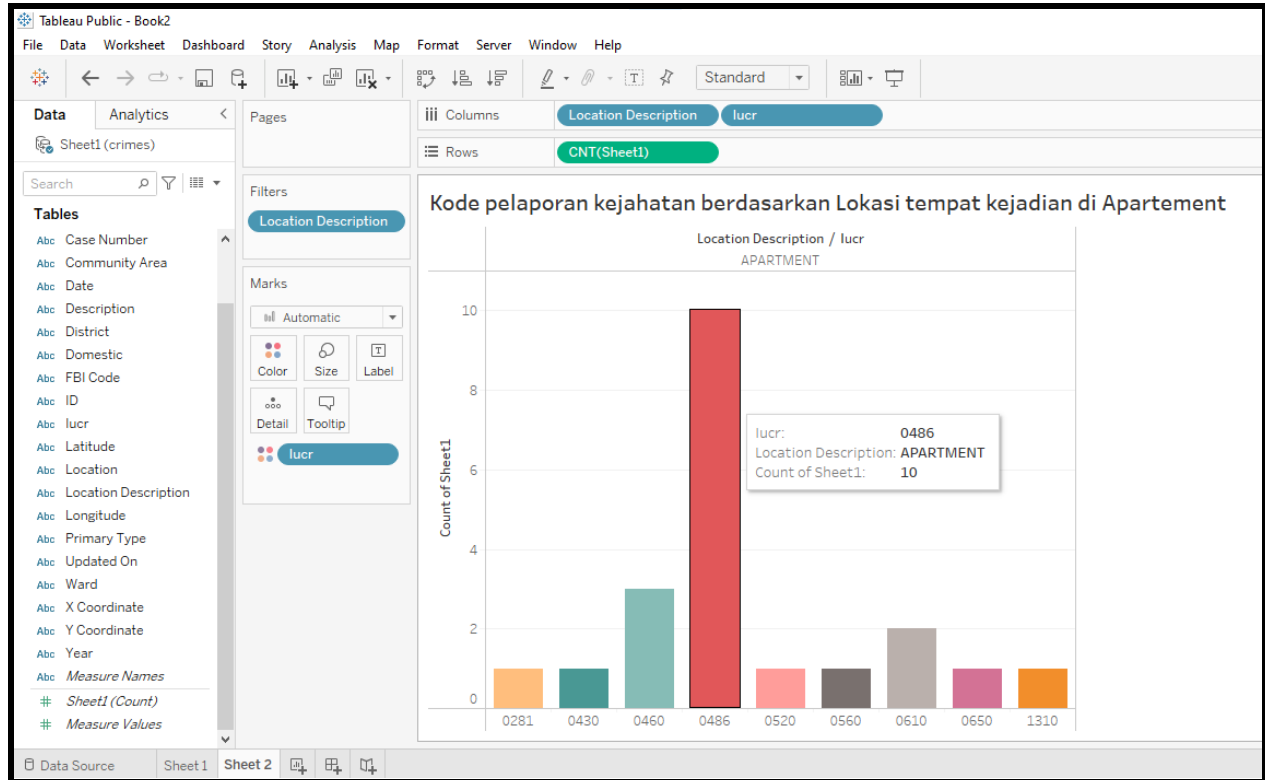 Tableau Public - Book2
File Data Worksheet Dashboard Story Analysis Map Format Server Window Help
Standard
Data Analytics
Sheet1 (crimes)
Search
Tables
Abc Case Number
Abc Community Area
Abc Date
Abc Description
Abc District
Abc Domestic
Abc FBI Code
Abc ID
Abc Iucr
Abc Latitude
Abc Location
Abc Location Description
Abc Longitude
Abc Primary Type
Abc Updated On
Abc Ward
Abc X Coordinate
Abc Y Coordinate
Abc Year
Abc Measure Names
# Sheet1 (Count)
# Measure Values
Pages
Filters
Location Description
Marks
Automatic
Color Size Label
Detail Tooltip
Iucr
Columns Location Description Iucr
Rows CNT(Sheet1)
Kode pelaporan kejahatan berdasarkan Lokasi tempat kejadian di Apartement
Location Description / Iucr
APARTMENT
Count of Sheet1
10
8
6
4
2
0
Iucr: 0486
Location Description: APARTMENT
Count of Sheet1: 10
0281 0430 0460 0486 0520 0560 0610 0650 1310
Data Source Sheet 1 Sheet 2